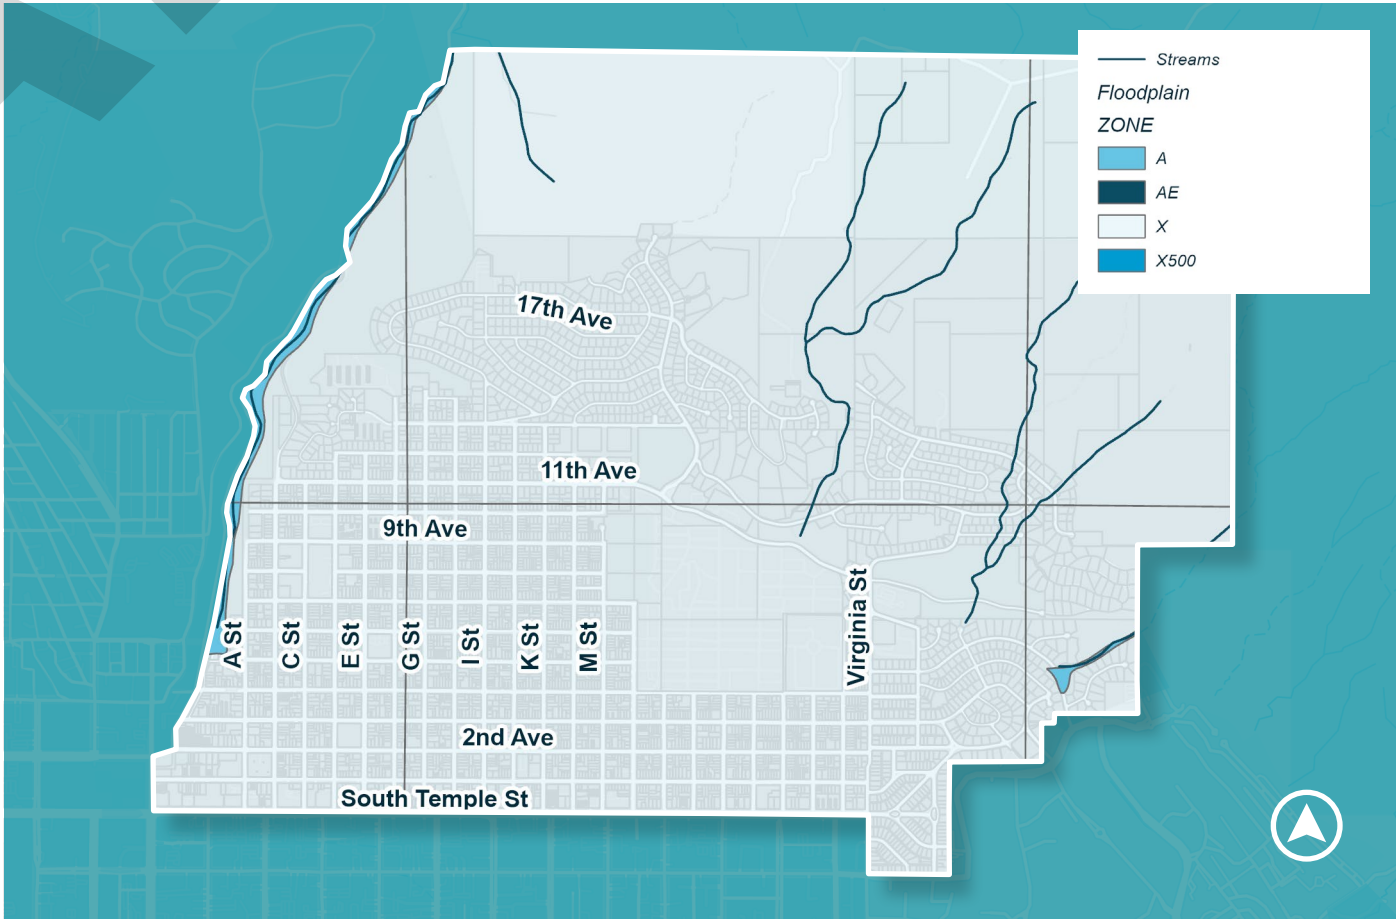 Streams
Floodplain
ZONE
A
AE
X
X500
17th Ave
11th Ave
9th Ave
A St
C St
E St
G St
I St
K St
M St
Virginia St
2nd Ave
South Temple St